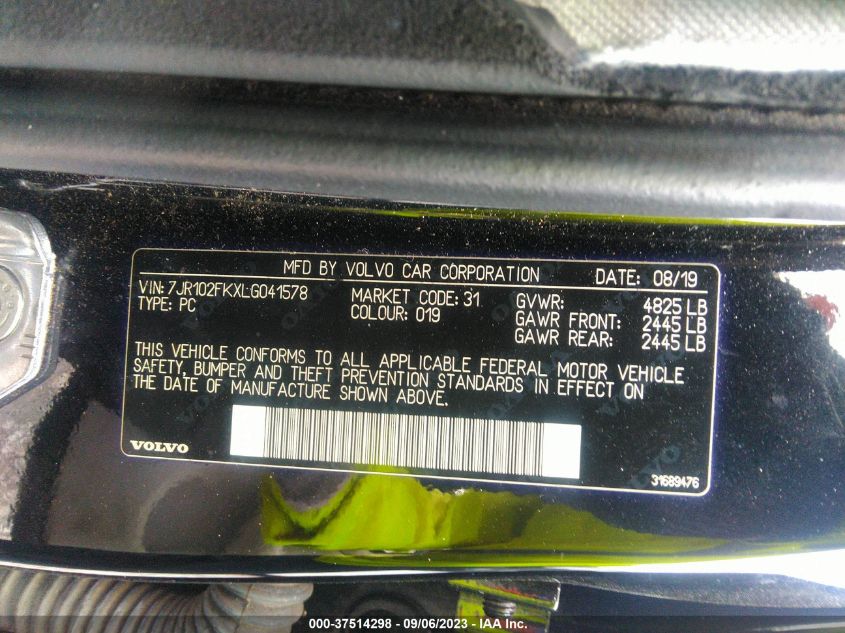 MFD BY VOLVO CAR CORPORATION DATE: 08/19
VIN: 7JR102FKXLG041578 MARKET CODE: 31 GVWR: 4825 LB
TYPE: PC COLOUR: 019 GAWR FRONT: 2445 LB
GAWR REAR: 2445 LB
THIS VEHICLE CONFORMS TO ALL APPLICABLE FEDERAL MOTOR VEHICLE
SAFETY, BUMPER AND THEFT PREVENTION STANDARDS IN EFFECT ON
THE DATE OF MANUFACTURE SHOWN ABOVE.
VOLVO
31689476
000-37514298 - 09/06/2023 - IAA Inc.